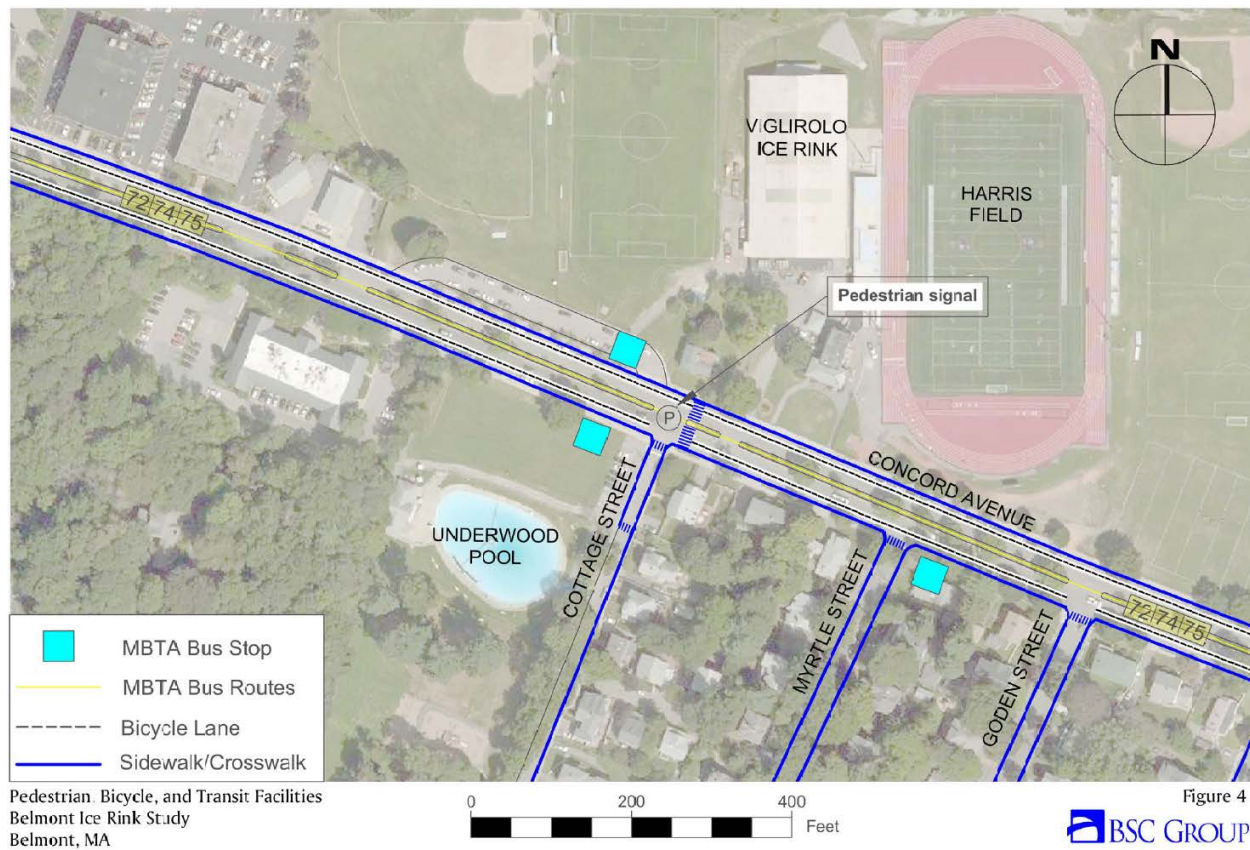 N
VIGLIROLO
ICE RINK
HARRIS
FIELD
72 74 75
Pedestrian signal
P
CONCORD AVENUE
UNDERWOOD
POOL
COTTAGE STREET
MYRTLE STREET
GODEN STREET
72 74 75
MBTA Bus Stop
MBTA Bus Routes
Bicycle Lane
Sidewalk/Crosswalk
Pedestrian, Bicycle, and Transit Facilities
Belmont Ice Rink Study
Belmont, MA
0 200 400
Feet
Figure 4
BSC GROUP